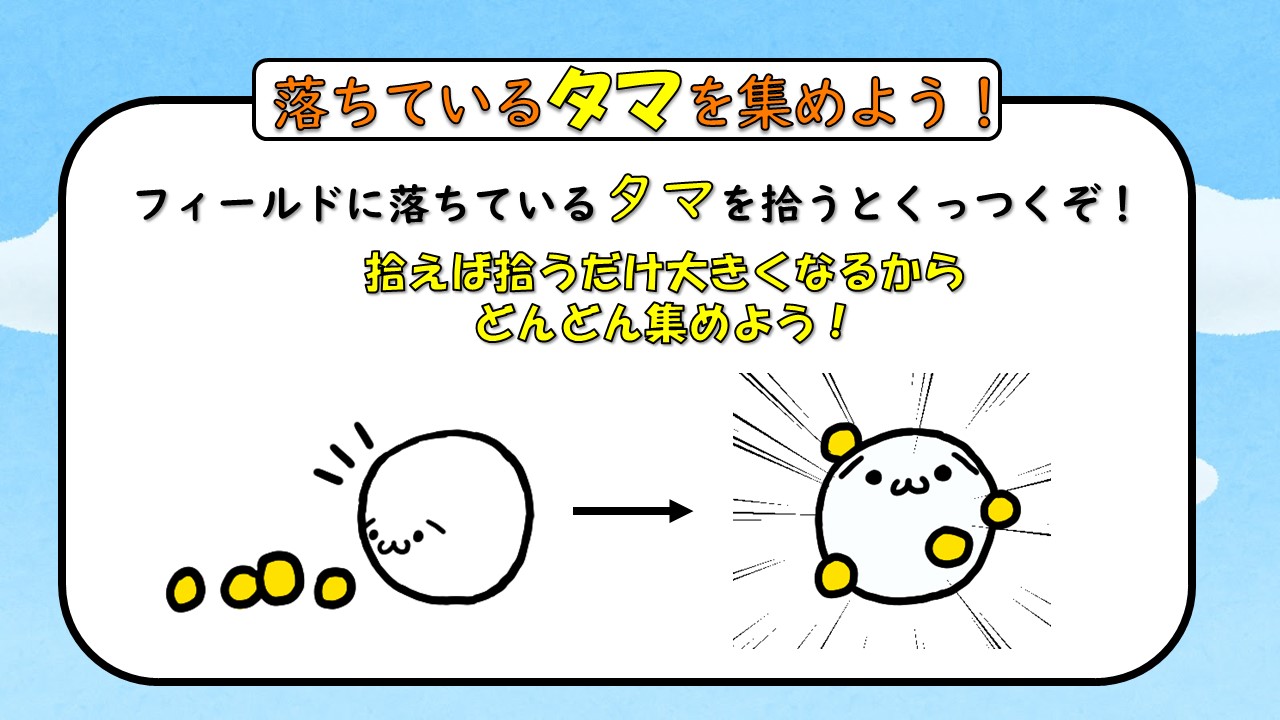 落ちているタマを集めよう！
フィールドに落ちているタマを拾うとくっつくぞ！
拾えば拾うだけ大きくなるから
どんどん集めよう！